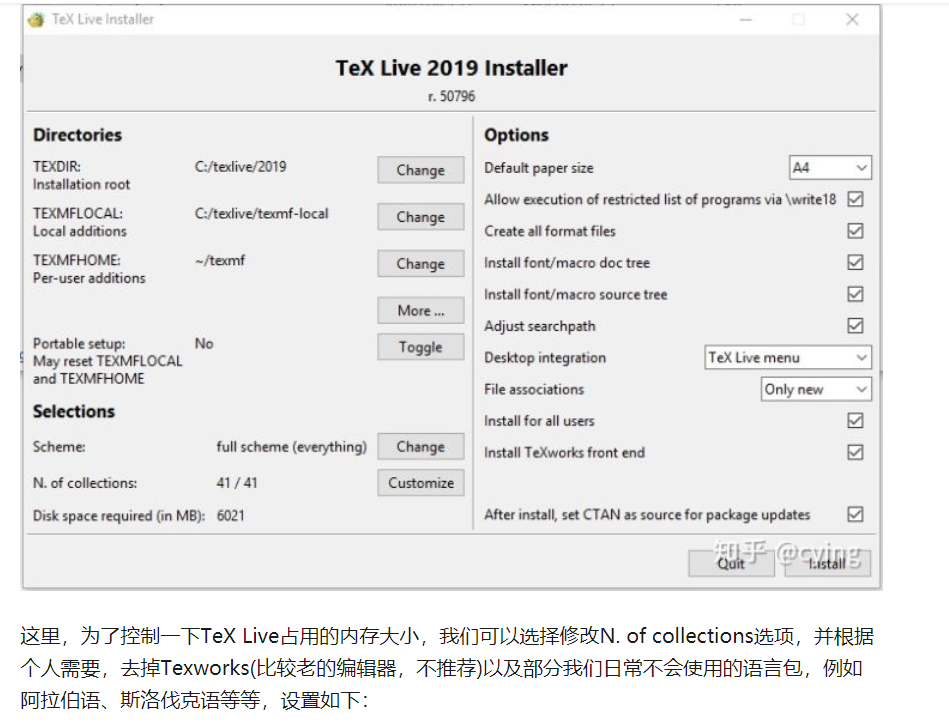 TeX Live Installer
TeX Live 2019 Installer
r. 50796
Directories
TEXDIR: C:/texlive/2019 Change
Installation root
TEXMFLOCAL: C:/texlive/texmf-local Change
Local additions
TEXMFHOME: ~/texmf Change
Per-user additions
More ...
Portable setup: No Toggle
May reset TEXMFLOCAL
and TEXMFHOME
Selections
Scheme: full scheme (everything) Change
N. of collections: 41 / 41 Customize
Disk space required (in MB): 6021
Options
Default paper size A4
Allow execution of restricted list of programs via \write18
Create all format files
Install font/macro doc tree
Install font/macro source tree
Adjust searchpath
Desktop integration TeX Live menu
File associations Only new
Install for all users
Install TeXworks front end
After install, set CTAN as source for package updates
Quit Install
知乎 @cying
这里，为了控制一下TeX Live占用的内存大小，我们可以选择修改N. of collections选项，并根据
个人需要，去掉Texworks(比较老的编辑器，不推荐)以及部分我们日常不会使用的语言包，例如
阿拉伯语、斯洛伐克语等等，设置如下：